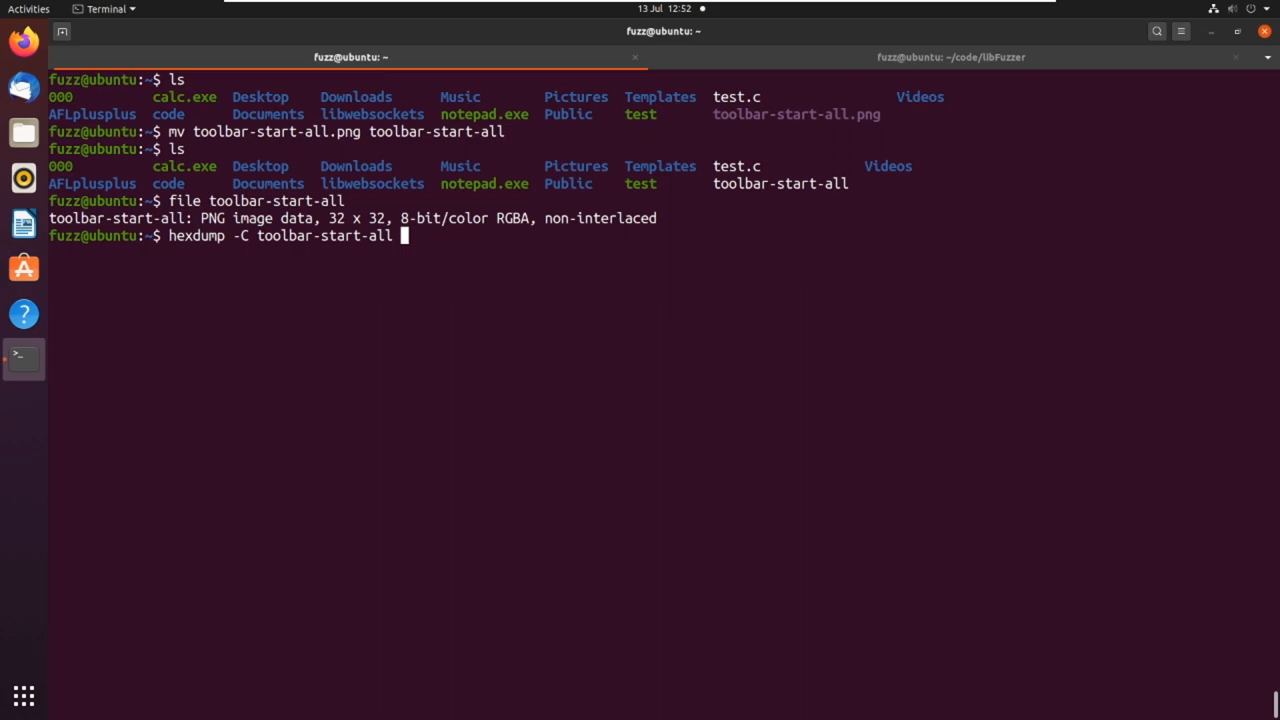 Activities Terminal 13 Jul 12:52
fuzz@ubuntu: ~
fuzz@ubuntu: ~ fuzz@ubuntu: ~/code/libFuzzer
fuzz@ubuntu:~$ ls
000 calc.exe Desktop Downloads Music Pictures Templates test.c Videos
AFLplusplus code Documents libwebsockets notepad.exe Public test toolbar-start-all.png
fuzz@ubuntu:~$ mv toolbar-start-all.png toolbar-start-all
fuzz@ubuntu:~$ ls
000 calc.exe Desktop Downloads Music Pictures Templates test.c Videos
AFLplusplus code Documents libwebsockets notepad.exe Public test toolbar-start-all
fuzz@ubuntu:~$ file toolbar-start-all
toolbar-start-all: PNG image data, 32 x 32, 8-bit/color RGBA, non-interlaced
fuzz@ubuntu:~$ hexdump -C toolbar-start-all